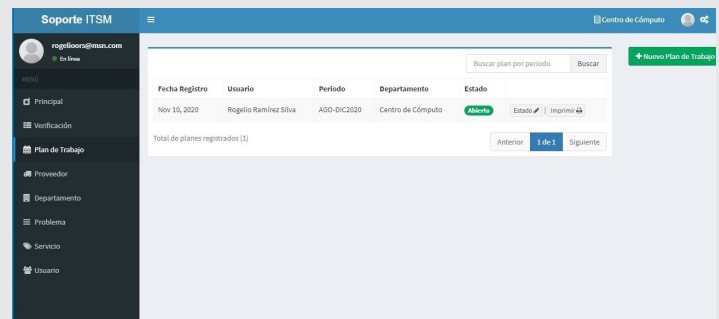 Soporte ITSM
Centro de Cómputo
rogelioors@msn.com
En línea
MENÚ
Principal
Verificación
Plan de Trabajo
Proveedor
Departamento
Problema
Servicio
Usuario
Buscar plan por periodo Buscar
Nuevo Plan de Trabajo
Fecha Registro Usuario Periodo Departamento Estado
Nov 10, 2020 Rogelio Ramírez Silva AGO-DIC2020 Centro de Cómputo Abierto Estado Imprimir
Total de planes registrados (1)
Anterior 1 de 1 Siguiente